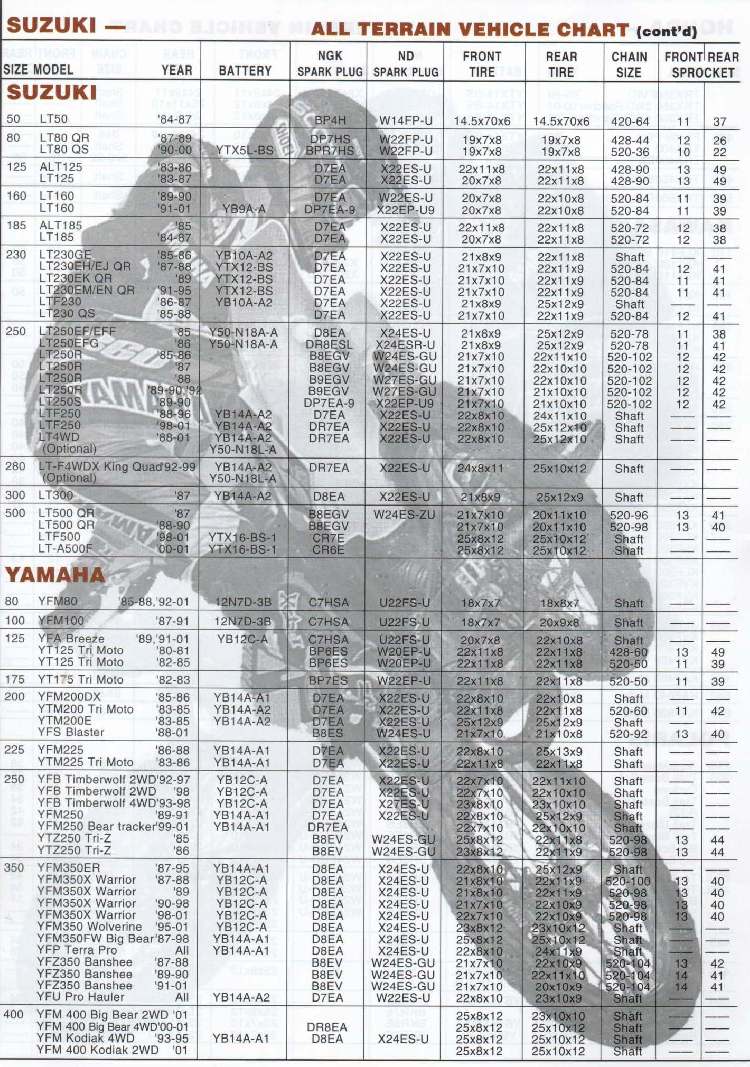 SUZUKI — ALL TERRAIN VEHICLE CHART (cont'd)
NGK ND FRONT REAR CHAIN FRONT REAR
SIZE MODEL YEAR BATTERY SPARK PLUG SPARK PLUG TIRE TIRE SIZE SPROCKET
SUZUKI
50 LT50 '84-87 BP4H W14FP-U 14.5x70x6 14.5x70x6 420-64 11 37
80 LT80 QR '87-89 DP7HS W22FP-U 19x7x8 19x7x8 428-44 12 26
LT80 QS '90-00 YTX5L-BS BPR7HS W22FP-U 19x7x8 19x7x8 520-36 10 22
125 ALT125 '83-86 D7EA X22ES-U 22x11x8 22x11x8 428-90 13 49
LT125 '83-87 D7EA X22ES-U 20x7x8 22x11x8 428-90 13 49
160 LT160 '89-90 D7EA W22ES-U 20x7x8 22x10x8 520-84 11 39
LT160 '91-01 YB9A-A DP7EA-9 X22EP-U9 20x7x8 22x11x8 520-84 11 39
185 ALT185 '85 D7EA X22ES-U 22x11x8 22x11x8 520-72 12 38
LT185 '84-87 D7EA X22ES-U 20x7x8 22x11x8 520-72 12 38
230 LT230GE '85-86 YB10A-A2 D7EA X22ES-U 21x8x9 22x11x8 Shaft — —
LT230EH/EJ QR '87-88 YTX12-BS D7EA X22ES-U 21x7x10 22x11x9 520-84 12 41
LT230EK QR '89 YTX12-BS D7EA X22ES-U 21x7x10 22x11x9 520-84 11 41
LT230EM/EN QR '91-95 YTX12-BS D7EA X22ES-U 21x7x10 22x11x9 520-84 11 41
LTF230 '86-87 YB10A-A2 D7EA X22ES-U 21x8x9 25x12x9 Shaft — —
LT230 QS '85-88 D7EA X22ES-U 21x7x10 22x11x9 520-84 12 41
250 LT250EF/EFF '85 Y50-N18A-A D8EA X24ES-U 21x8x9 25x12x9 520-78 11 38
LT250EFG '86 Y50-N18A-A DR8ESL X24ESR-U 21x8x9 25x12x9 520-78 11 41
LT250R '85-86 B8EGV W24ES-GU 21x7x10 22x11x10 520-102 12 42
LT250R '87 B8EGV W24ES-GU 21x7x10 22x11x10 520-102 12 42
LT250R '88 B9EGV W27ES-GU 21x7x10 20x10x10 520-102 12 42
LT250R '89-90,'92 B9EGV W27ES-GU 21x7x10 21x10x10 520-102 12 42
LT250S '89-90 DP7EA-9 X22EP-U9 21x7x10 21x10x10 520-102 12 42
LTF250 '88-96 YB14A-A2 D7EA X22ES-U 22x8x10 24x11x10 Shaft — —
LTF250 '98-01 YB14A-A2 DR7EA X22ES-U 22x8x10 25x12x10 Shaft — —
LT4WD '88-01 YB14A-A2 DR7EA X22ES-U 22x8x10 25x12x10 Shaft — —
(Optional) Y50-N18L-A
280 LT-F4WDX King Quad'92-99 YB14A-A2 DR7EA X22ES-U 24x8x11 25x10x12 Shaft — —
(Optional) Y50-N18L-A
300 LT300 '87 YB14A-A2 D8EA X22ES-U 21x8x9 25x12x9 Shaft — —
500 LT500 QR '87 B8EGV W24ES-ZU 21x7x10 20x11x10 520-96 13 41
LT500 QR '88-90 B8EGV 21x7x10 20x11x10 520-98 13 40
LTF500 '98-01 YTX16-BS-1 CR7E 25x8x12 25x10x12 Shaft — —
LT-A500F 00-01 YTX16-BS-1 CR6E 25x8x12 25x10x12 Shaft — —
YAMAHA
80 YFM80 '85-88,'92-01 12N7D-3B C7HSA U22FS-U 18x7x7 18x8x7 Shaft — —
100 YFM100 '87-91 12N7D-3B C7HSA U22FS-U 18x7x7 20x9x8 Shaft — —
125 YFA Breeze '89,'91-01 YB12C-A C7HSA U22FS-U 20x7x8 22x10x8 Shaft — —
YT125 Tri Moto '80-81 BP6ES W20EP-U 22x11x8 22x11x8 428-60 13 49
YT125 Tri Moto '82-85 BP6ES W20EP-U 22x11x8 22x11x8 520-50 11 39
175 YT175 Tri Moto '82-83 BP7ES W22EP-U 22x11x8 22x11x8 520-50 11 39
200 YFM200DX '85-86 YB14A-A1 D7EA X22ES-U 22x8x10 22x10x8 Shaft — —
YTM200 Tri Moto '83-85 YB14A-A2 D7EA X22ES-U 22x11x8 22x11x8 520-60 11 42
YTM200E '83-85 YB14A-A2 D7EA X22ES-U 25x12x9 25x12x9 Shaft — —
YFS Blaster '88-01 B8ES W24ES-U 21x7x10 21x10x8 520-92 13 40
225 YFM225 '86-88 YB14A-A1 D7EA X22ES-U 22x8x10 25x13x9 Shaft — —
YTM225 Tri Moto '83-86 YB14A-A1 D7EA X22ES-U 22x11x8 22x11x8 Shaft — —
250 YFB Timberwolf 2WD'92-97 YB12C-A D7EA X22ES-U 22x7x10 22x11x10 Shaft — —
YFB Timberwolf 2WD '98 YB12C-A D7EA X22ES-U 22x7x10 22x10x10 Shaft — —
YFB Timberwolf 4WD'93-98 YB12C-A D7EA X27ES-U 23x8x10 23x10x10 Shaft — —
YFM250 '89-91 YB14A-A1 D7EA X22ES-U 22x8x10 25x12x9 Shaft — —
YFM250 Bear tracker'99-01 YB14A-A1 DR7EA 22x7x10 22x10x10 Shaft — —
YTZ250 Tri-Z '85 B8EV W24ES-GU 25x8x12 22x11x8 520-98 13 44
YTZ250 Tri-Z '86 B8EV W24ES-GU 23x8x12 22x11x9 520-98 13 44
350 YFM350ER '87-95 YB14A-A1 D8EA X24ES-U 22x8x10 25x12x9 Shaft — —
YFM350X Warrior '87-88 YB12C-A D8EA X24ES-U 21x8x10 22x11x9 520-100 13 40
YFM350X Warrior '89 YB12C-A D8EA X24ES-U 21x8x10 22x11x9 520-98 13 40
YFM350X Warrior '90-98 YB12C-A D8EA X24ES-U 21x7x10 22x10x9 520-98 13 40
YFM350X Warrior '98-01 YB12C-A D8EA X24ES-U 21x7x10 22x10x9 520-98 13 40
YFM350 Wolverine '95-01 YB12C-A D8EA X24ES-U 23x8x12 23x10x12 Shaft — —
YFM350FW Big Bear'87-98 YB14A-A1 D8EA X24ES-U 25x8x12 25x10x12 Shaft — —
YFP Terra Pro All YB14A-A1 D8EA X24ES-U 22x8x10 24x11x9 Shaft — —
YFZ350 Banshee '87-88 B8EV W24ES-GU 21x7x10 22x10x9 520-104 13 42
YFZ350 Banshee '89-90 B8EV W24ES-GU 21x7x10 22x11x10 520-104 14 41
YFZ350 Banshee '91-01 B8EV W24ES-GU 21x7x10 20x10x9 520-104 14 41
YFU Pro Hauler All YB14A-A2 D7EA W22ES-U 22x8x10 23x10x9 Shaft — —
400 YFM 400 Big Bear 2WD '01 25x8x12 23x10x10 Shaft — —
YFM 400 Big Bear 4WD'00-01 DR8EA 25x8x12 25x10x12 Shaft — —
YFM Kodiak 4WD '93-95 YB14A-A1 D8EA X24ES-U 25x8x12 25x10x12 Shaft — —
YFM 400 Kodiak 2WD '01 25x8x12 25x10x12 Shaft — —